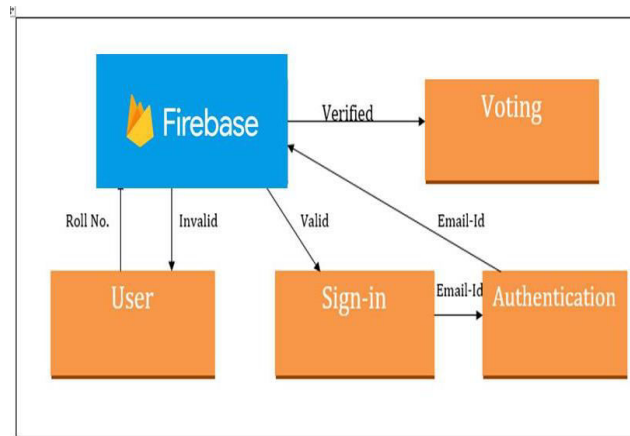 Firebase
Verified
Voting
Roll No.
Invalid
Valid
Email-Id
User
Sign-in
Email-Id
Authentication